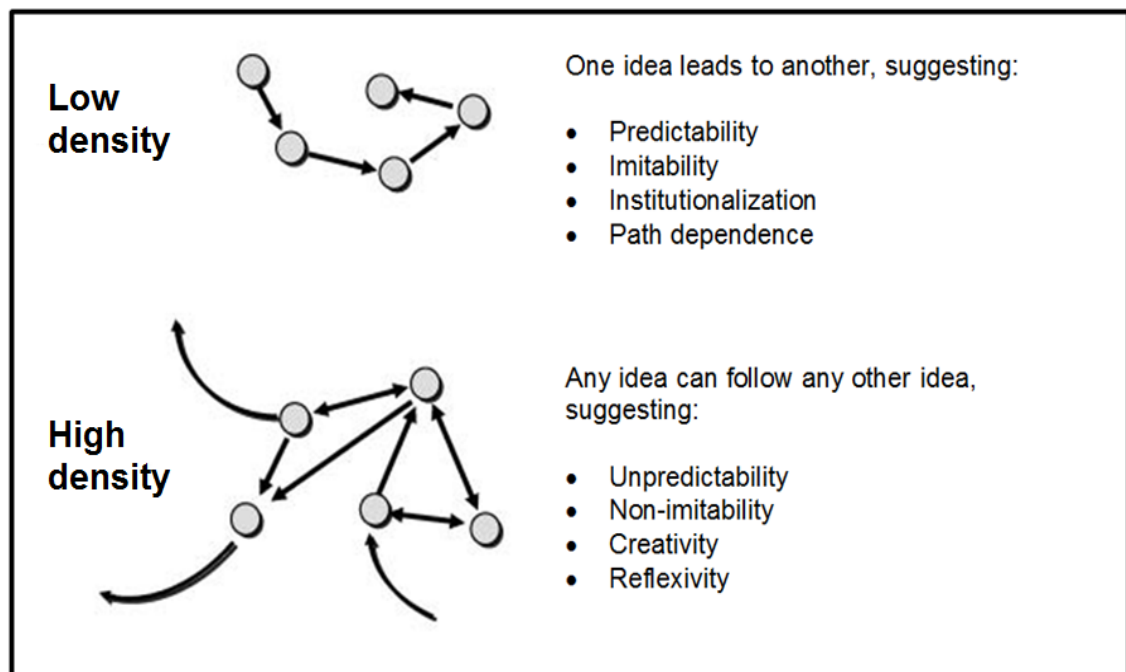 Low
density
One idea leads to another, suggesting:
• Predictability
• Imitability
• Institutionalization
• Path dependence
High
density
Any idea can follow any other idea,
suggesting:
• Unpredictability
• Non-imitability
• Creativity
• Reflexivity